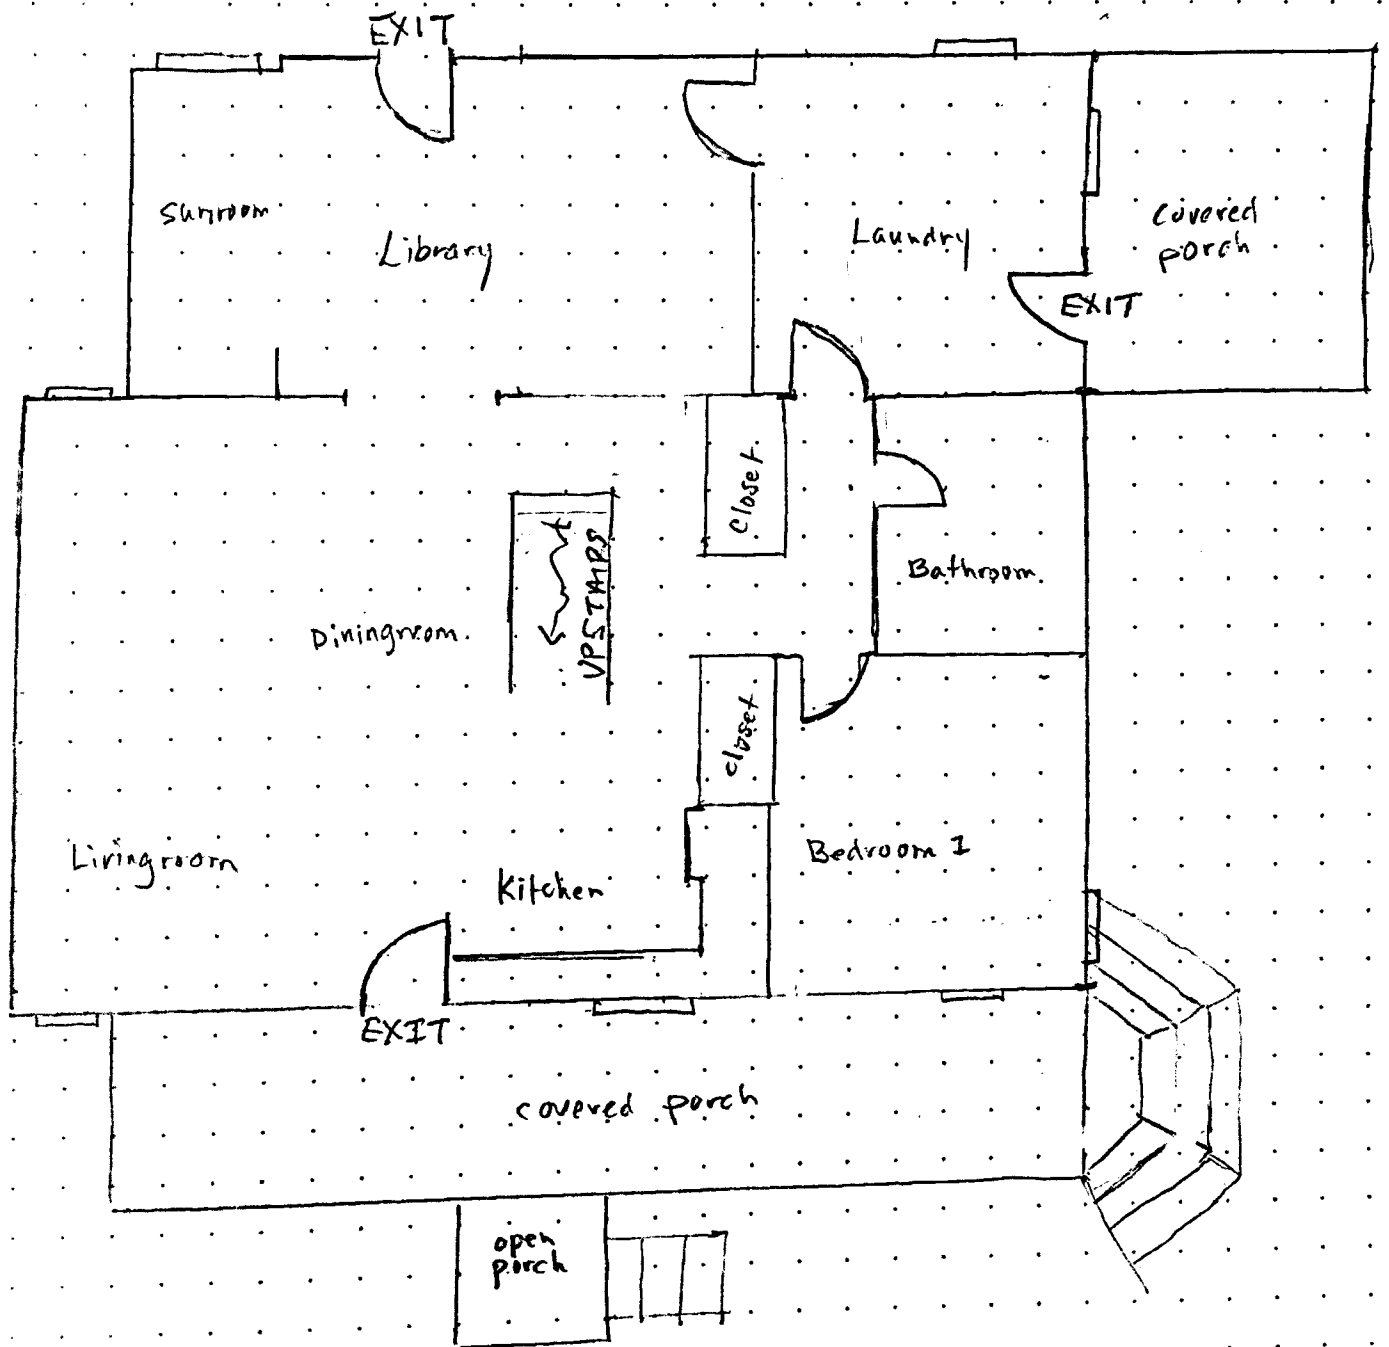 EXIT
Sunroom
Library
Laundry
Covered
porch
EXIT
Closet
UPSTAIRS
Bathroom
Diningroom
closet
Livingroom
Kitchen
Bedroom 1
EXIT
covered porch
open
porch